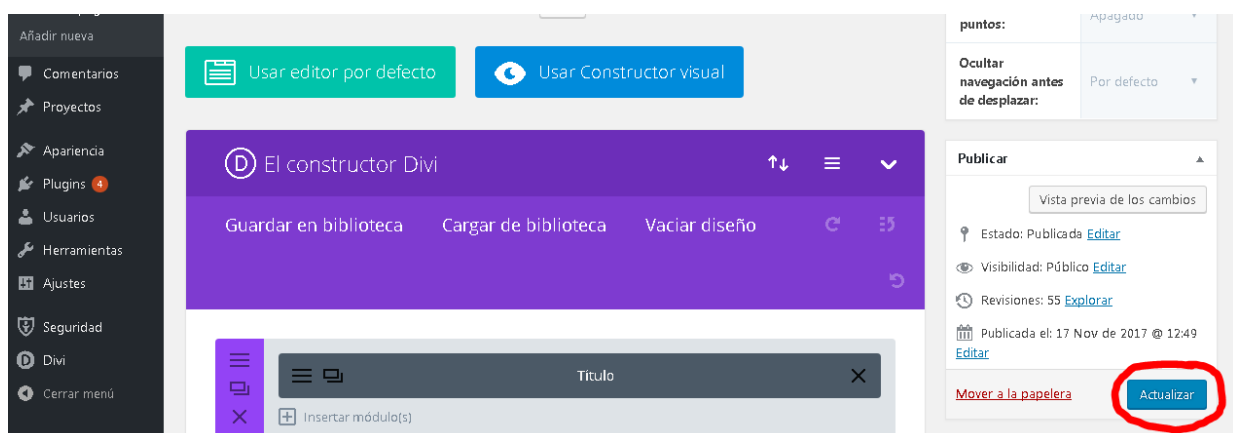 Añadir nueva
Comentarios
Proyectos
Apariencia
Plugins 4
Usuarios
Herramientas
Ajustes
Seguridad
Divi
Cerrar menú
Usar editor por defecto
Usar Constructor visual
El constructor Divi
Guardar en biblioteca Cargar de biblioteca Vaciar diseño
Título
Insertar módulo(s)
puntos:
Apagado
Ocultar
navegación antes
de desplazar:
Por defecto
Publicar
Vista previa de los cambios
Estado: Publicada Editar
Visibilidad: Público Editar
Revisiones: 55 Explorar
Publicada el: 17 Nov de 2017 @ 12:49
Editar
Mover a la papelera
Actualizar